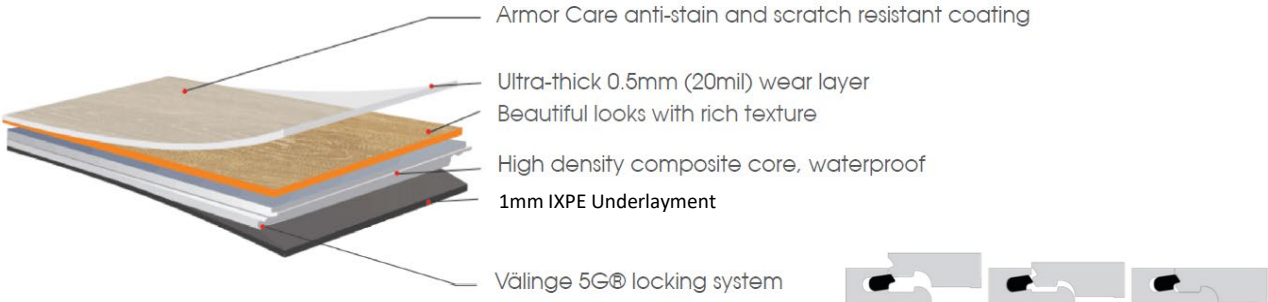 Armor Care anti-stain and scratch resistant coating
Ultra-thick 0.5mm (20mil) wear layer
Beautiful looks with rich texture
High density composite core, waterproof
1mm IXPE Underlayment
Välinge 5G® locking system